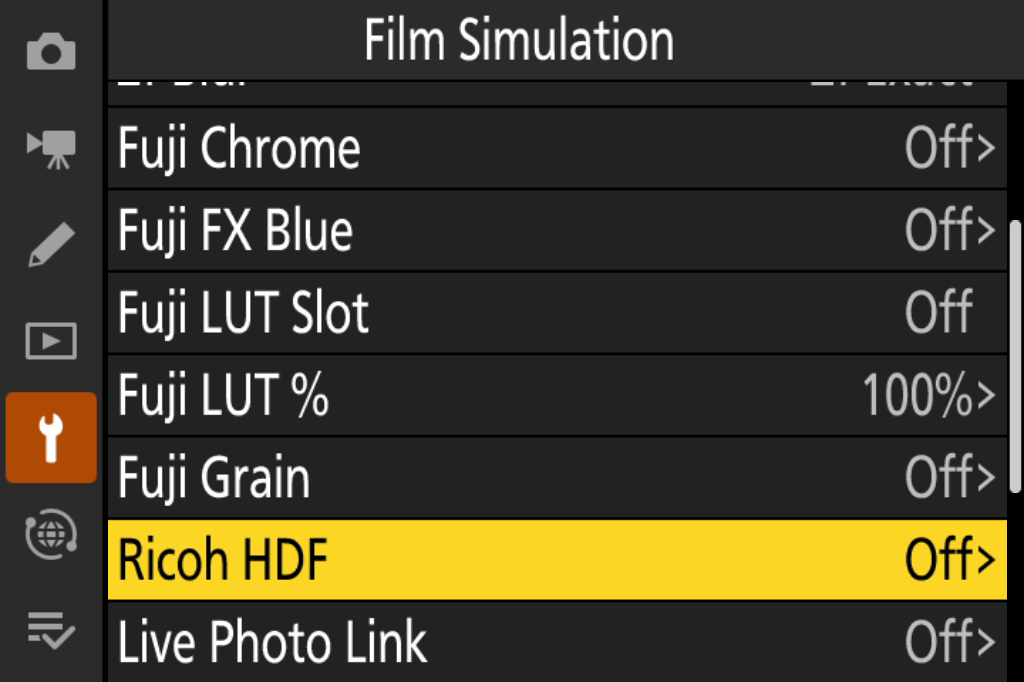 Film Simulation
Fuji Chrome Off>
Fuji FX Blue Off>
Fuji LUT Slot Off
Fuji LUT % 100%>
Fuji Grain Off>
Ricoh HDF Off>
Live Photo Link Off>